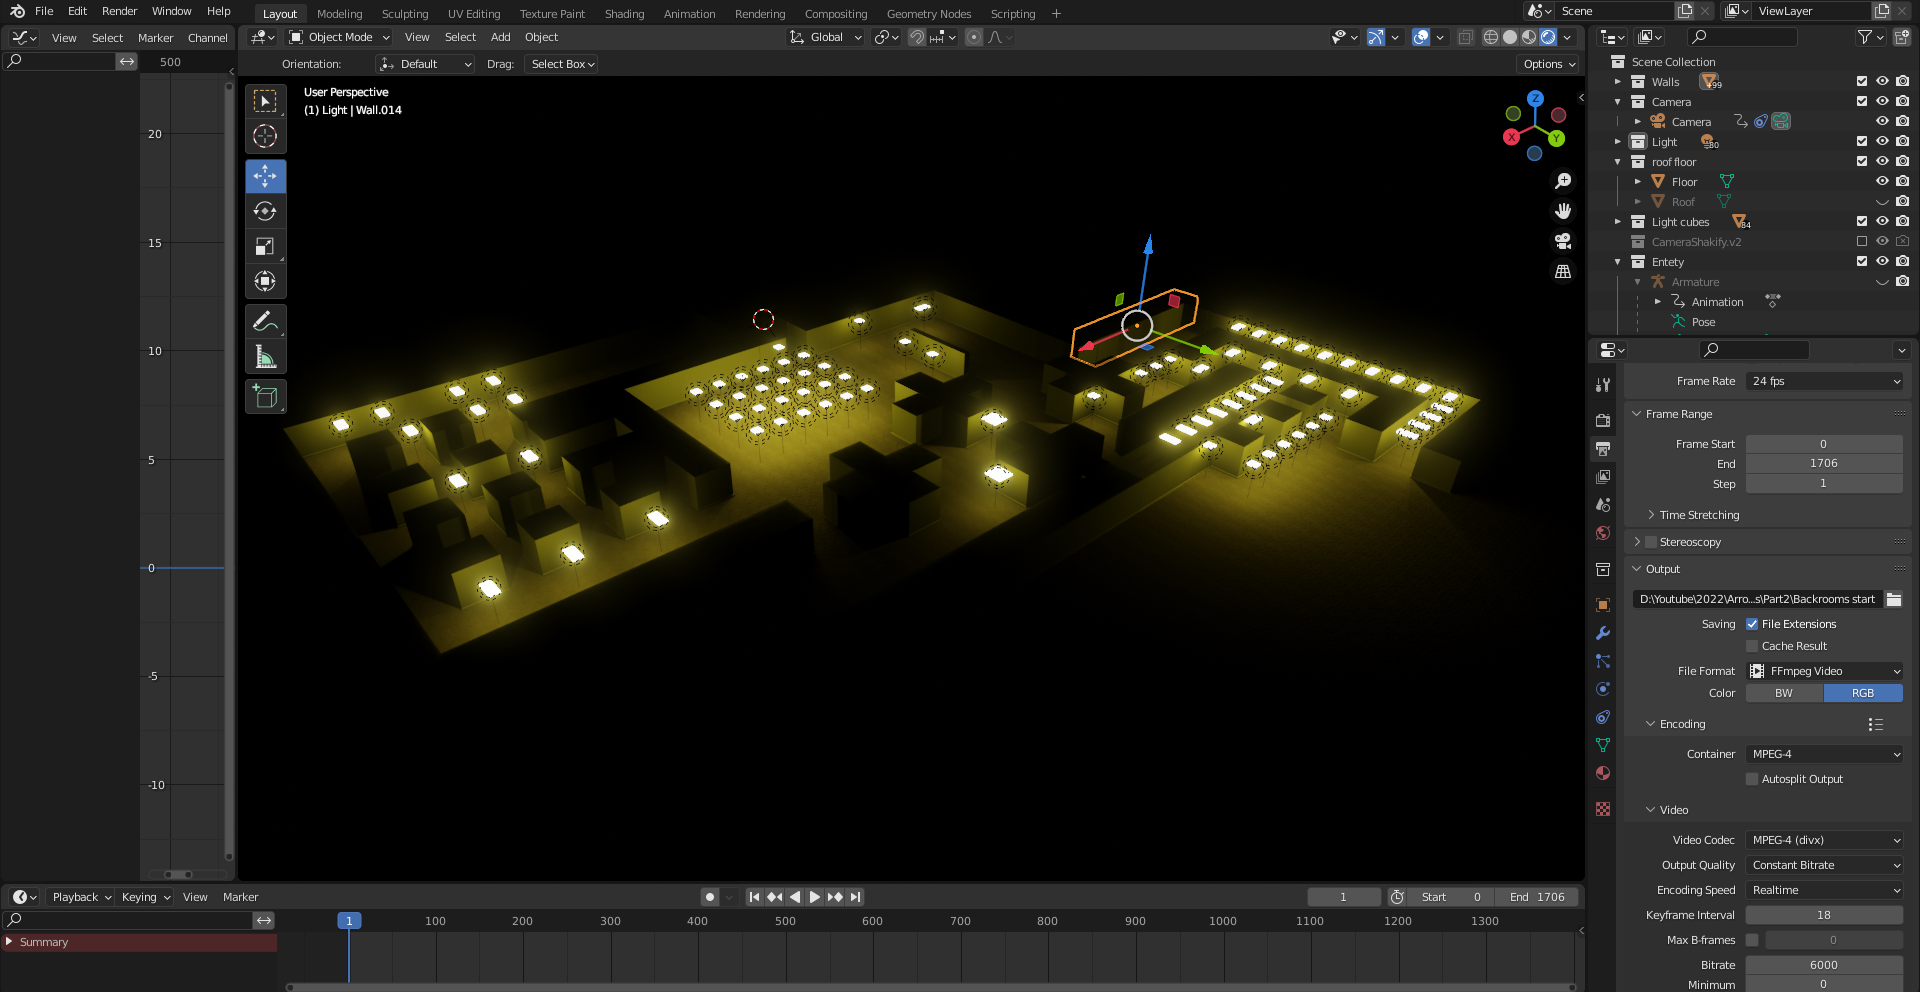 File Edit Render Window Help
Layout Modeling Sculpting UV Editing Texture Paint Shading Animation Rendering Compositing Geometry Nodes Scripting +
Scene
ViewLayer
View Select Marker Channel
Object Mode View Select Add Object
Global
500
Orientation: Default Drag: Select Box
Options
User Perspective
(1) Light | Wall.014
20
15
10
5
0
-5
-10
Z
X
Y
Scene Collection
Walls +99
Camera
Camera
Light 80
roof floor
Floor
Roof
Light cubes 84
CameraShakify.v2
Entety
Armature
Animation
Pose
Frame Rate 24 fps
Frame Range
Frame Start 0
End 1706
Step 1
Time Stretching
Stereoscopy
Output
D:\Youtube\2022\Arro...s\Part2\Backrooms start
Saving File Extensions
Cache Result
File Format FFmpeg Video
Color BW RGB
Encoding
Container MPEG-4
Autosplit Output
Video
Video Codec MPEG-4 (divx)
Output Quality Constant Bitrate
Encoding Speed Realtime
Keyframe Interval 18
Max B-frames 0
Bitrate 6000
Minimum 0
Playback Keying View Marker
1 Start 0 End 1706
1 100 200 300 400 500 600 700 800 900 1000 1100 1200 1300
Summary